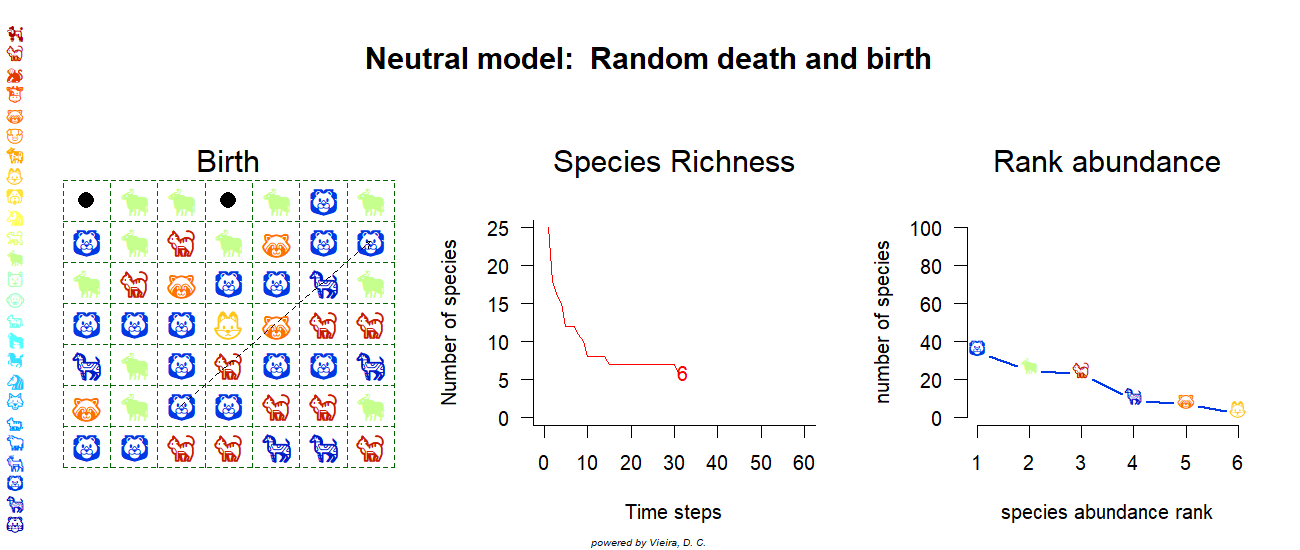 Neutral model:  Random death and birth
Birth
Species Richness
Rank abundance
Number of species
25
20
15
10
5
0
6
0 10 20 30 40 50 60
Time steps
number of species
100
80
60
40
20
0
1 2 3 4 5 6
species abundance rank
powered by Vieira, D. C.